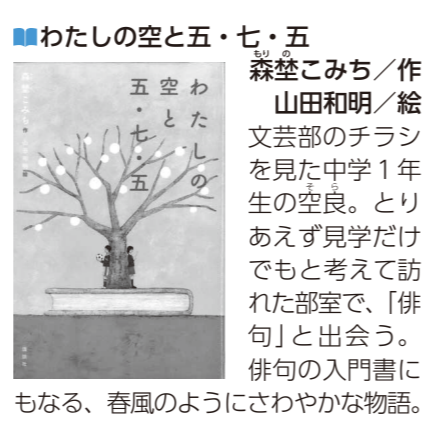 わたしの空と五・七・五
森埜こみち／作
山田和明／絵
文芸部のチラシ
を見た中学１年
生の空良。とり
あえず見学だけ
でもと考えて訪
れた部室で、「俳
句」と出会う。
俳句の入門書に
もなる、春風のようにさわやかな物語。
もり の
そ ら
わたしの
空と
五・七・五